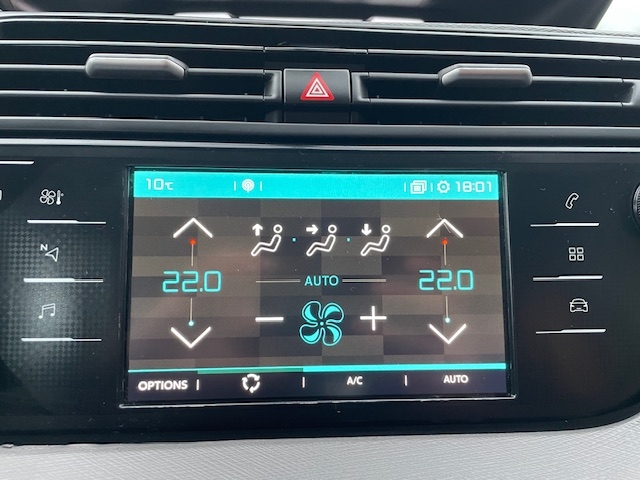 10°C 18:01
N
22.0 AUTO 22.0
OPTIONS A/C AUTO